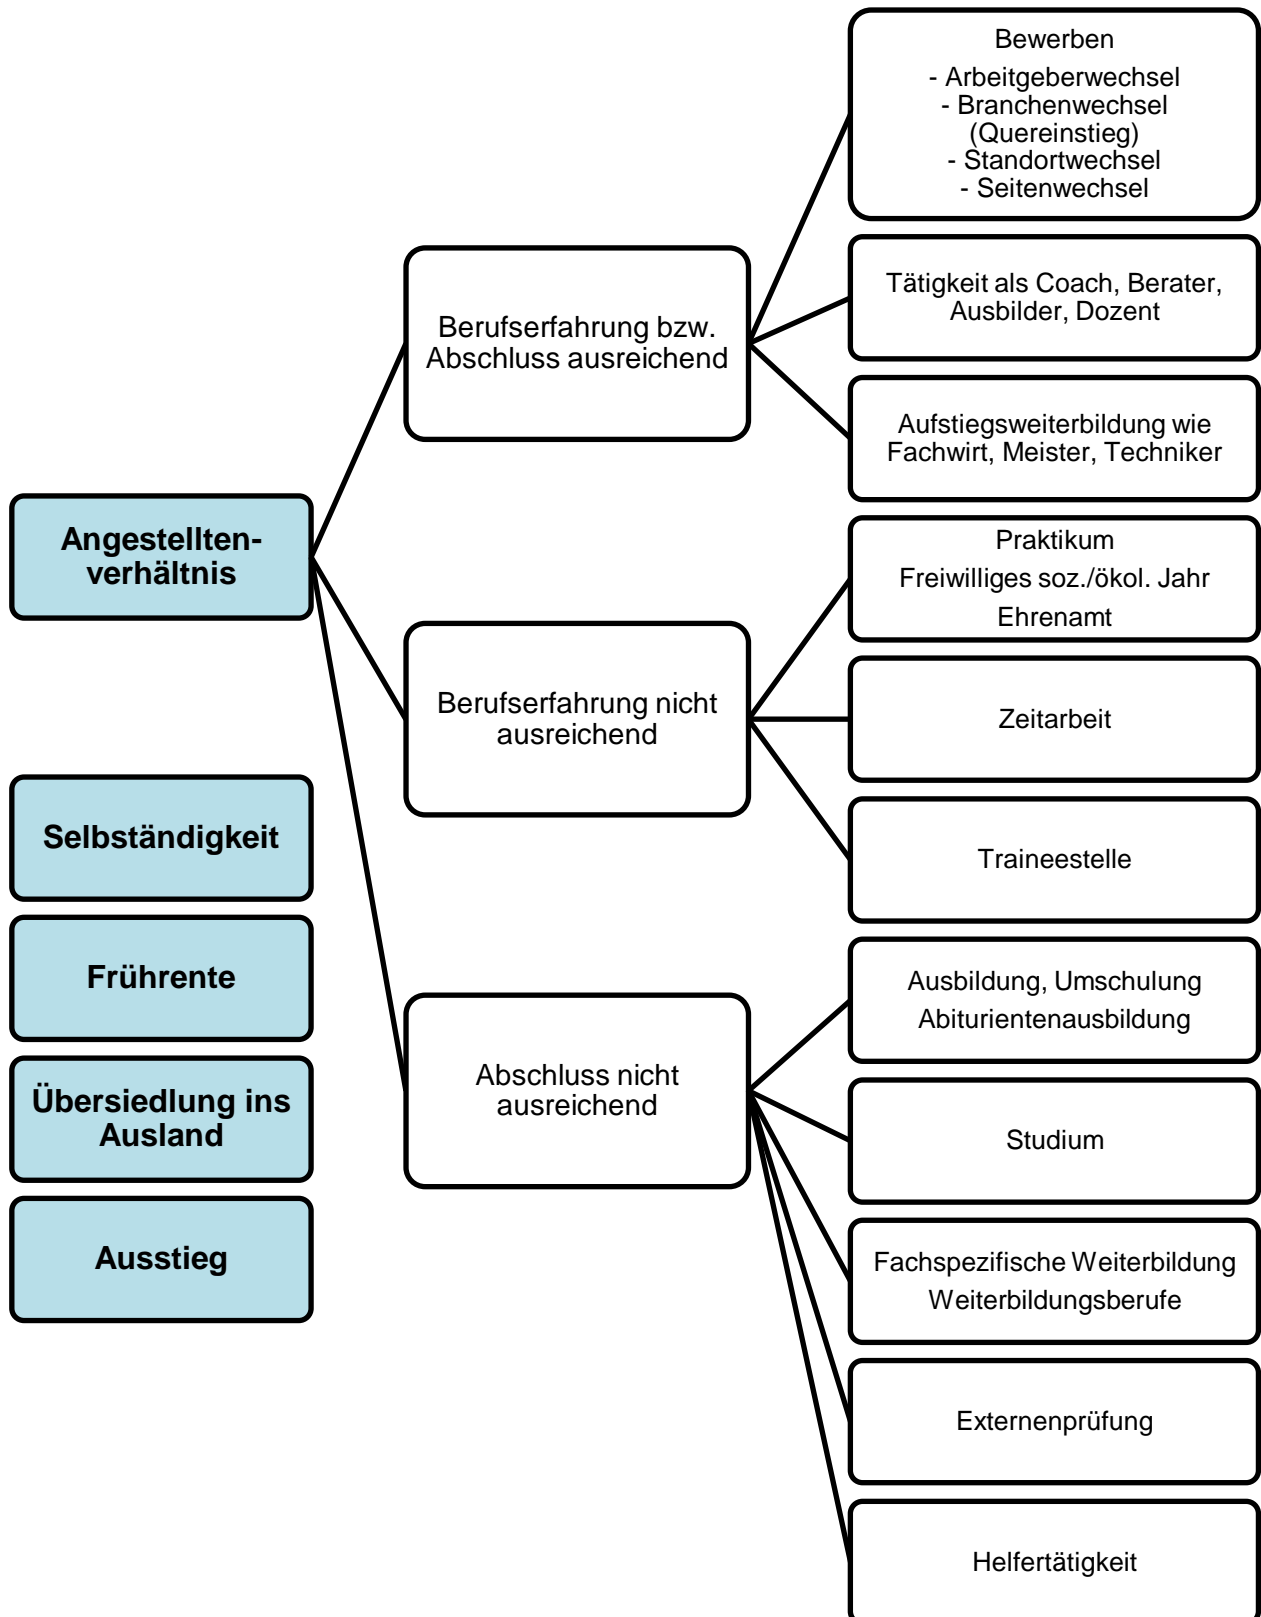 Angestellten-
verhältnis
Selbständigkeit
Frührente
Übersiedlung ins
Ausland
Ausstieg
Berufserfahrung bzw.
Abschluss ausreichend
Berufserfahrung nicht
ausreichend
Abschluss nicht
ausreichend
Bewerben
- Arbeitgeberwechsel
- Branchenwechsel
(Quereinstieg)
- Standortwechsel
- Seitenwechsel
Tätigkeit als Coach, Berater,
Ausbilder, Dozent
Aufstiegsweiterbildung wie
Fachwirt, Meister, Techniker
Praktikum
Freiwilliges soz./ökol. Jahr
Ehrenamt
Zeitarbeit
Traineestelle
Ausbildung, Umschulung
Abiturientenausbildung
Studium
Fachspezifische Weiterbildung
Weiterbildungsberufe
Externenprüfung
Helfertätigkeit